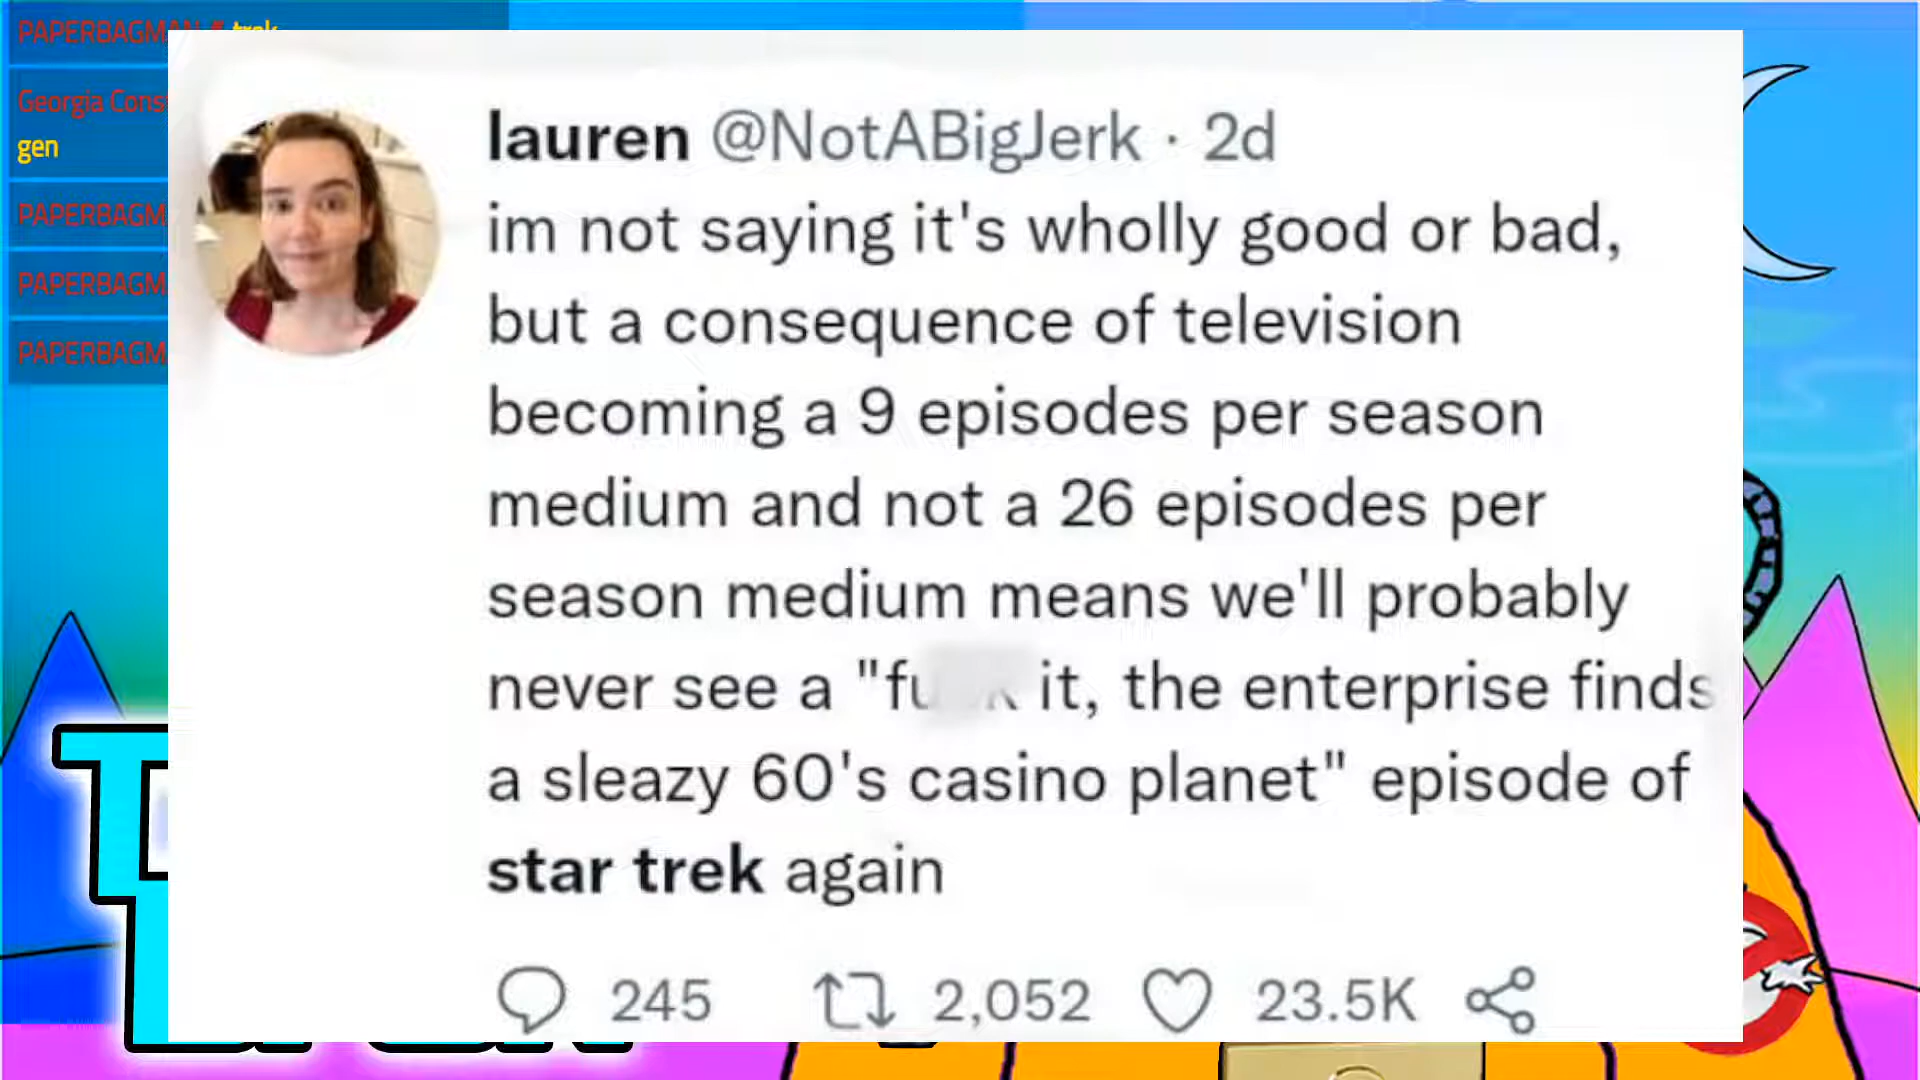 PAPERBAGMAN # trek
Georgia Cons
gen
PAPERBAGM
PAPERBAGM
PAPERBAGM
lauren @NotABigJerk · 2d
im not saying it's wholly good or bad,
but a consequence of television
becoming a 9 episodes per season
medium and not a 26 episodes per
season medium means we'll probably
never see a "fu k it, the enterprise finds
a sleazy 60's casino planet" episode of
star trek again
245 2,052 23.5K